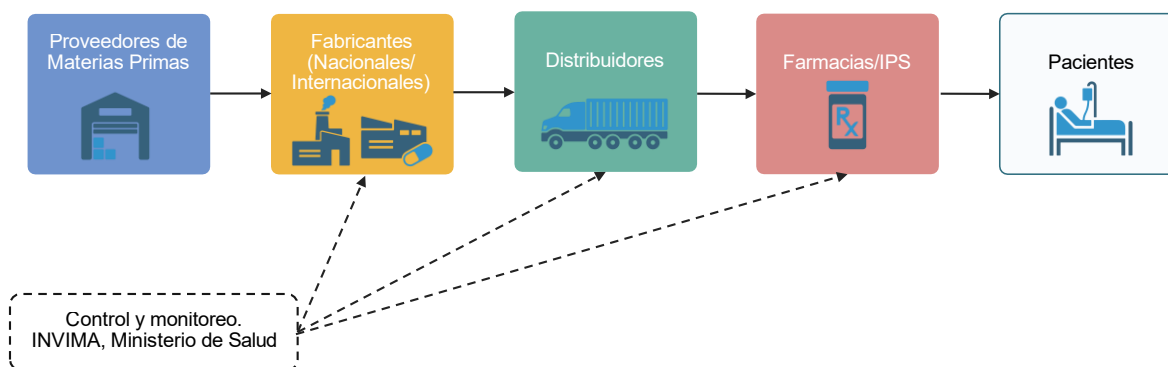 Proveedores de
Materias Primas
Fabricantes
(Nacionales/
Internacionales)
Distribuidores
Farmacias/IPS
Rx
Pacientes
Control y monitoreo.
INVIMA, Ministerio de Salud